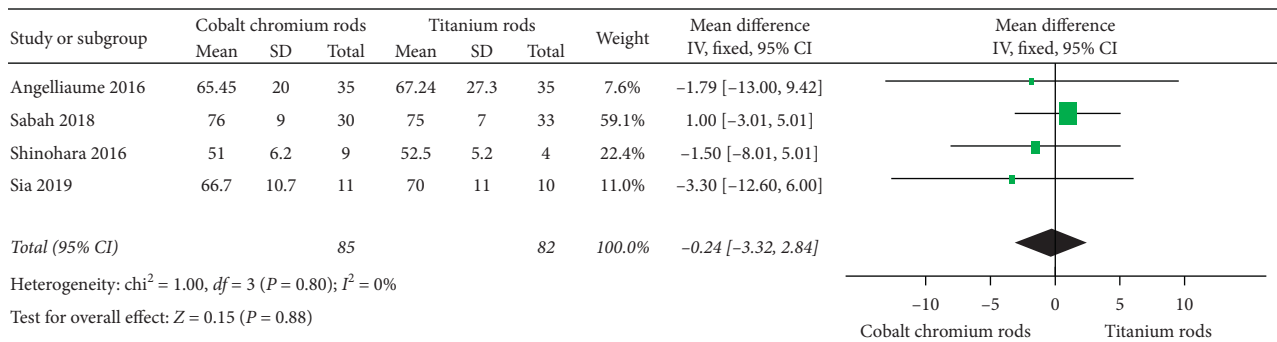 Study or subgroup Cobalt chromium rods Titanium rods Weight Mean difference IV, fixed, 95% CI Mean difference IV, fixed, 95% CI
Mean SD Total Mean SD Total
Angelliaume 2016 65.45 20 35 67.24 27.3 35 7.6% –1.79 [–13.00, 9.42]
Sabah 2018 76 9 30 75 7 33 59.1% 1.00 [–3.01, 5.01]
Shinohara 2016 51 6.2 9 52.5 5.2 4 22.4% –1.50 [–8.01, 5.01]
Sia 2019 66.7 10.7 11 70 11 10 11.0% –3.30 [–12.60, 6.00]
Total (95% CI) 85 82 100.0% –0.24 [–3.32, 2.84]
Heterogeneity: chi² = 1.00, df = 3 (P = 0.80); I² = 0%
Test for overall effect: Z = 0.15 (P = 0.88)
–10 –5 0 5 10
Cobalt chromium rods Titanium rods